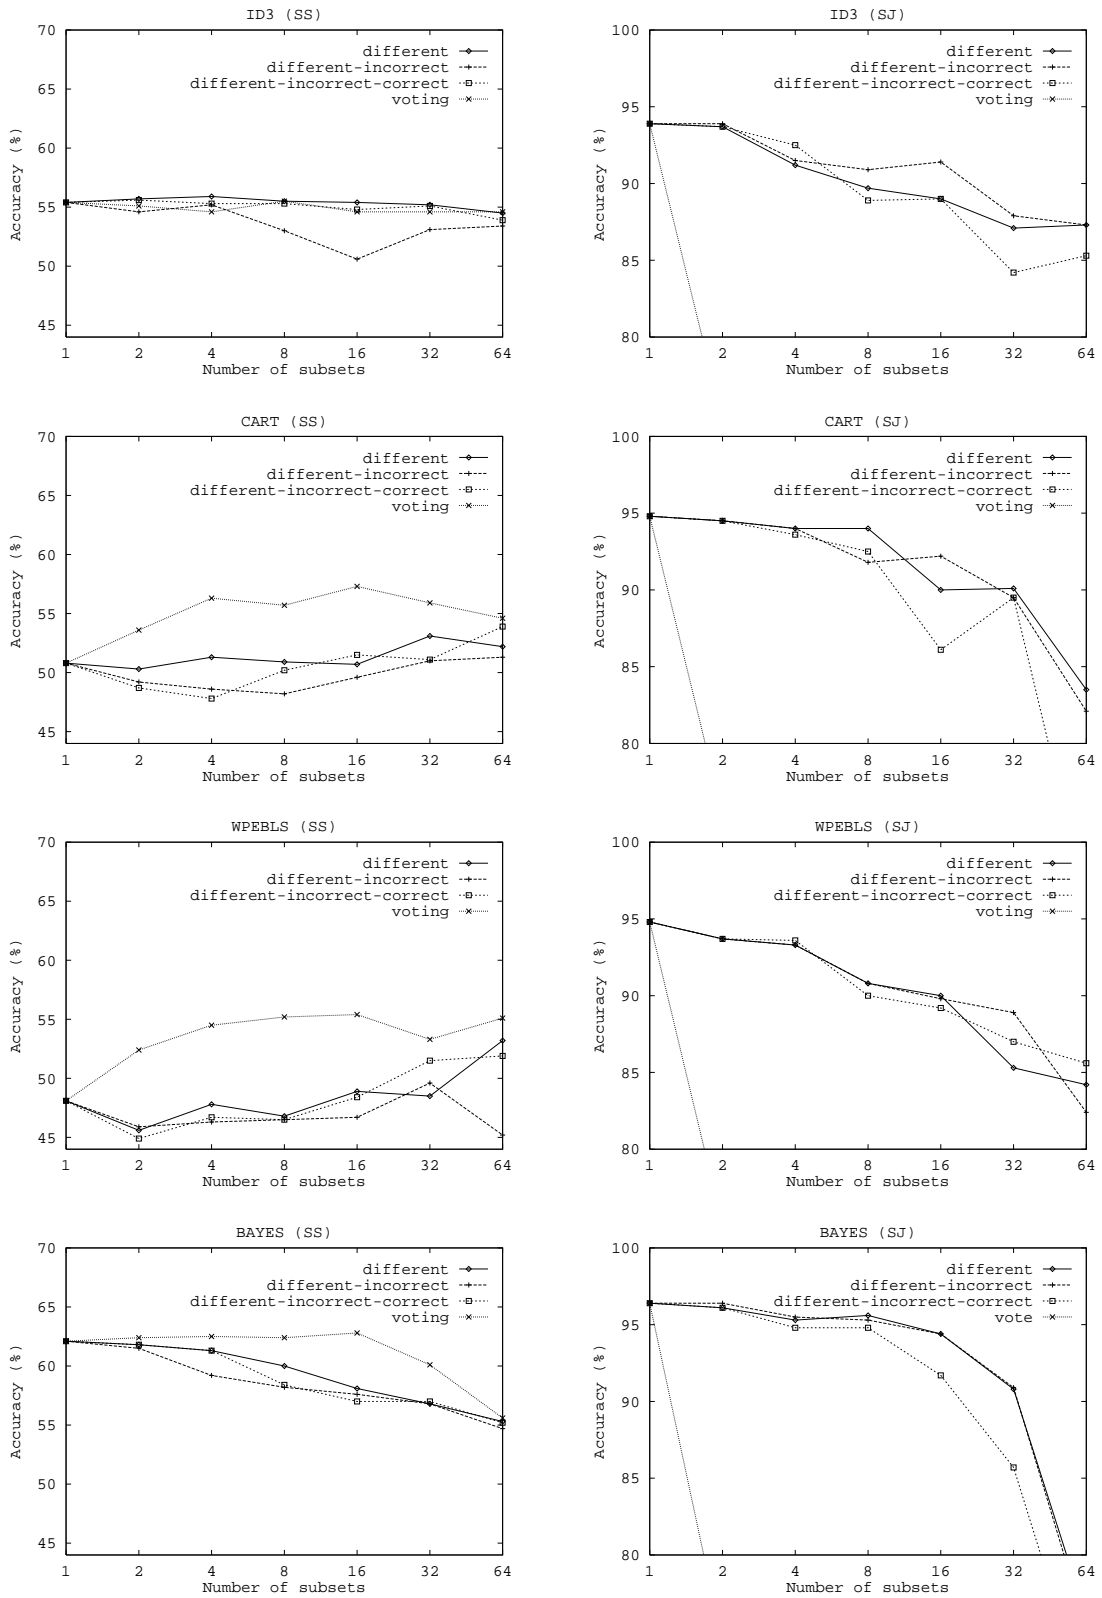 ID3 (SS)
70
65
60
55
50
45
Accuracy (%)
different
different-incorrect
different-incorrect-correct
voting
1 2 4 8 16 32 64
Number of subsets
ID3 (SJ)
100
95
90
85
80
Accuracy (%)
different
different-incorrect
different-incorrect-correct
voting
1 2 4 8 16 32 64
Number of subsets
CART (SS)
70
65
60
55
50
45
Accuracy (%)
different
different-incorrect
different-incorrect-correct
voting
1 2 4 8 16 32 64
Number of subsets
CART (SJ)
100
95
90
85
80
Accuracy (%)
different
different-incorrect
different-incorrect-correct
voting
1 2 4 8 16 32 64
Number of subsets
WPEBLS (SS)
70
65
60
55
50
45
Accuracy (%)
different
different-incorrect
different-incorrect-correct
voting
1 2 4 8 16 32 64
Number of subsets
WPEBLS (SJ)
100
95
90
85
80
Accuracy (%)
different
different-incorrect
different-incorrect-correct
voting
1 2 4 8 16 32 64
Number of subsets
BAYES (SS)
70
65
60
55
50
45
Accuracy (%)
different
different-incorrect
different-incorrect-correct
voting
1 2 4 8 16 32 64
Number of subsets
BAYES (SJ)
100
95
90
85
80
Accuracy (%)
different
different-incorrect
different-incorrect-correct
vote
1 2 4 8 16 32 64
Number of subsets